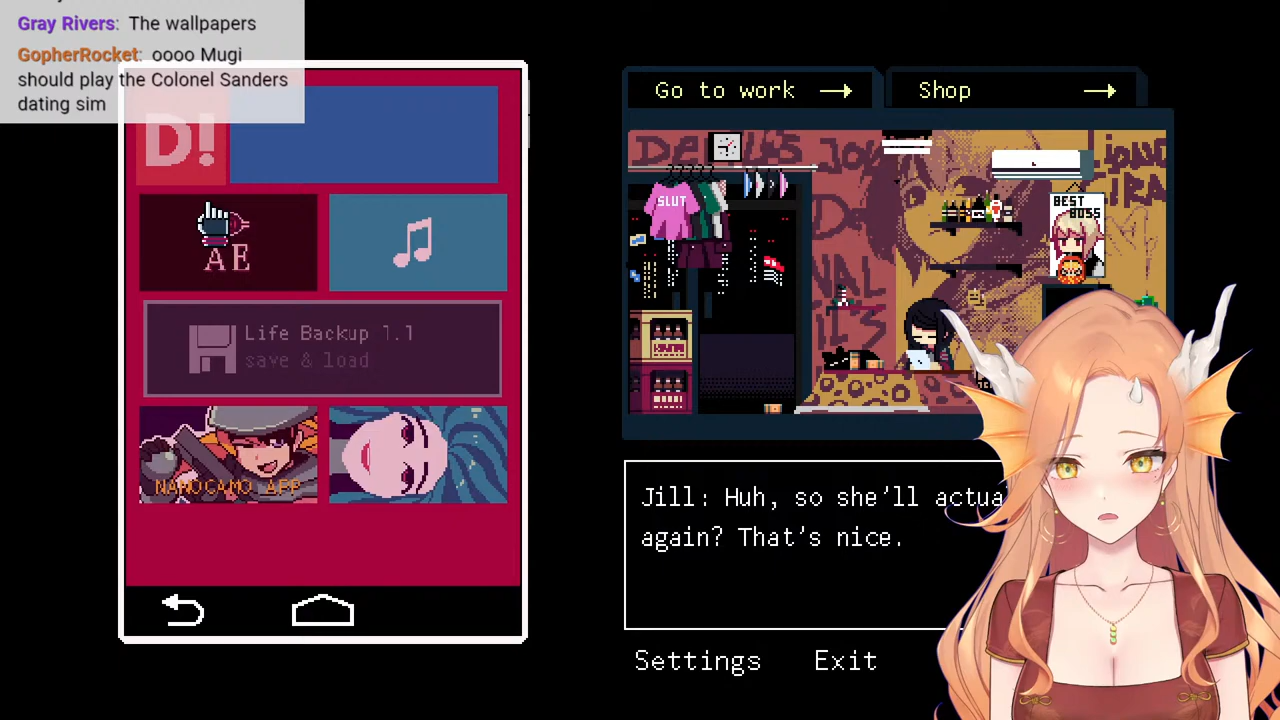 Gray Rivers: The wallpapers
GopherRocket: oooo Mugi
should play the Colonel Sanders
dating sim
D!
AE
Life Backup 1.1
save & load
NANOCAMO APP
Go to work →
Shop →
SLUT
BEST
BOSS
Jill: Huh, so she'll actua
again? That's nice.
Settings
Exit